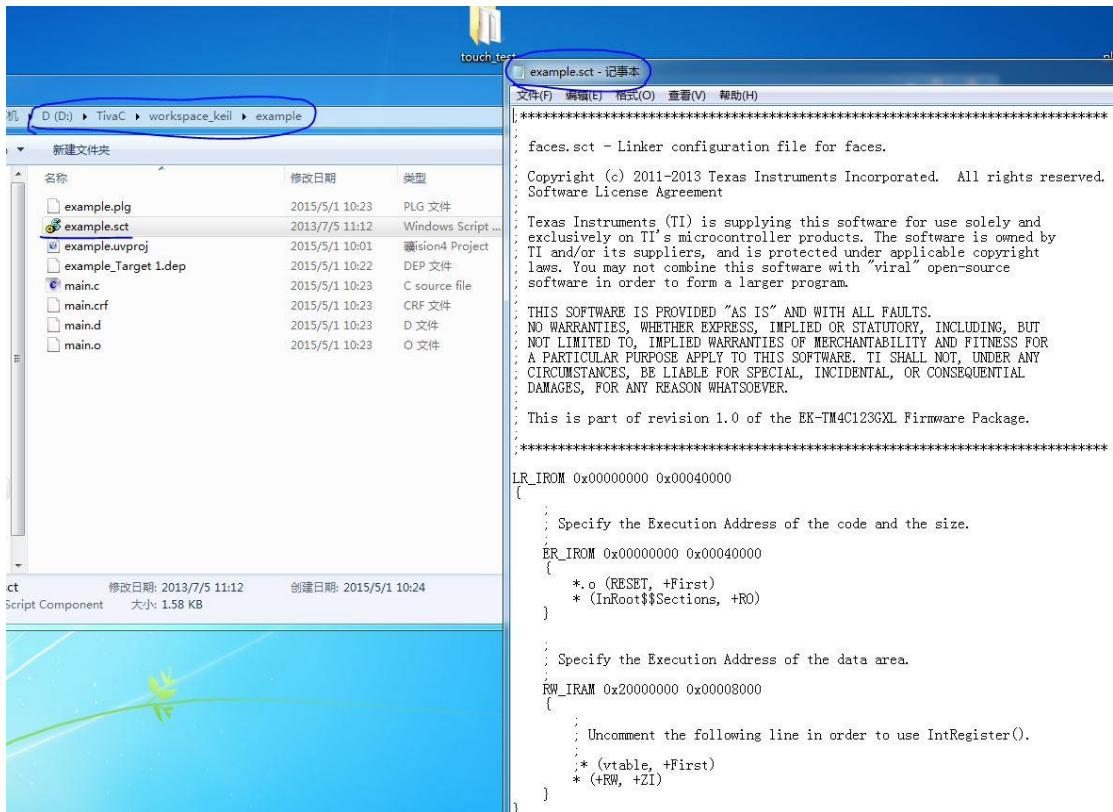 touch_test
D (D:) ▸ TivaC ▸ workspace_keil ▸ example
新建文件夹
名称 修改日期 类型
example.plg 2015/5/1 10:23 PLG 文件
example.sct 2013/7/5 11:12 Windows Script ...
example.uvproj 2015/5/1 10:01 礦ision4 Project
example_Target 1.dep 2015/5/1 10:22 DEP 文件
main.c 2015/5/1 10:23 C source file
main.crf 2015/5/1 10:23 CRF 文件
main.d 2015/5/1 10:23 D 文件
main.o 2015/5/1 10:23 O 文件
修改日期: 2013/7/5 11:12 创建日期: 2015/5/1 10:24
Script Component 大小: 1.58 KB
example.sct - 记事本
文件(F) 编辑(E) 格式(O) 查看(V) 帮助(H)
;******************************************************************************
;
; faces.sct - Linker configuration file for faces.
;
; Copyright (c) 2011-2013 Texas Instruments Incorporated.  All rights reserved.
; Software License Agreement
;
; Texas Instruments (TI) is supplying this software for use solely and
; exclusively on TI's microcontroller products. The software is owned by
; TI and/or its suppliers, and is protected under applicable copyright
; laws. You may not combine this software with "viral" open-source
; software in order to form a larger program.
;
; THIS SOFTWARE IS PROVIDED "AS IS" AND WITH ALL FAULTS.
; NO WARRANTIES, WHETHER EXPRESS, IMPLIED OR STATUTORY, INCLUDING, BUT
; NOT LIMITED TO, IMPLIED WARRANTIES OF MERCHANTABILITY AND FITNESS FOR
; A PARTICULAR PURPOSE APPLY TO THIS SOFTWARE. TI SHALL NOT, UNDER ANY
; CIRCUMSTANCES, BE LIABLE FOR SPECIAL, INCIDENTAL, OR CONSEQUENTIAL
; DAMAGES, FOR ANY REASON WHATSOEVER.
;
; This is part of revision 1.0 of the EK-TM4C123GXL Firmware Package.
;
;******************************************************************************
LR_IROM 0x00000000 0x00040000
{
;
; Specify the Execution Address of the code and the size.
;
ER_IROM 0x00000000 0x00040000
{
*.o (RESET, +First)
* (InRoot$$Sections, +RO)
}
;
; Specify the Execution Address of the data area.
;
RW_IRAM 0x20000000 0x00008000
{
;
; Uncomment the following line in order to use IntRegister().
;
;* (vtable, +First)
* (+RW, +ZI)
}
}